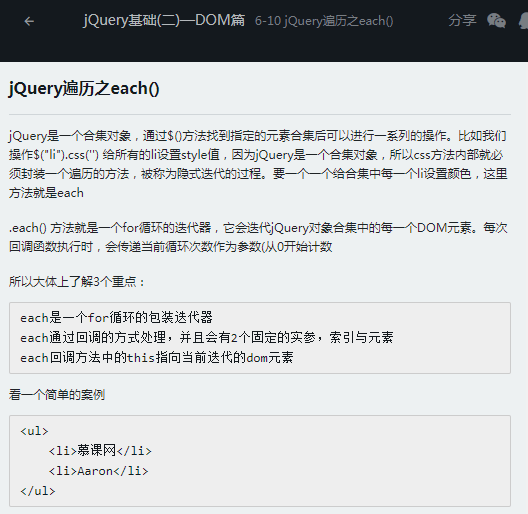 jQuery基础(二)—DOM篇 6-10 jQuery遍历之each() 分享
jQuery遍历之each()
jQuery是一个合集对象，通过$()方法找到指定的元素合集后可以进行一系列的操作。比如我们
操作$("li").css('') 给所有的li设置style值，因为jQuery是一个合集对象，所以css方法内部就必
须封装一个遍历的方法，被称为隐式迭代的过程。要一个一个给合集中每一个li设置颜色，这里
方法就是each
.each() 方法就是一个for循环的迭代器，它会迭代jQuery对象合集中的每一个DOM元素。每次
回调函数执行时，会传递当前循环次数作为参数(从0开始计数
所以大体上了解3个重点：
each是一个for循环的包装迭代器
each通过回调的方式处理，并且会有2个固定的实参，索引与元素
each回调方法中的this指向当前迭代的dom元素
看一个简单的案例
<ul>
    <li>慕课网</li>
    <li>Aaron</li>
</ul>